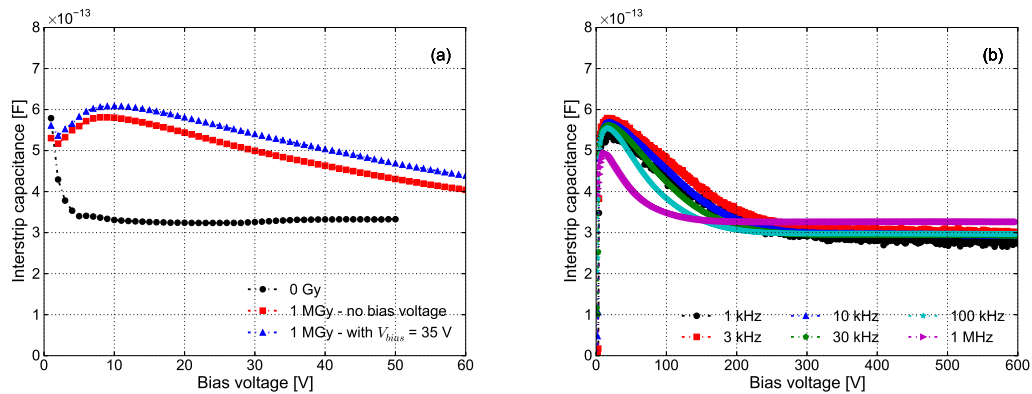 ×10⁻¹³
8
7
6
5
4
3
2
1
0
Interstrip capacitance [F]
(a)
0 Gy
1 MGy - no bias voltage
1 MGy - with V_bias = 35 V
0 10 20 30 40 50 60
Bias voltage [V]
×10⁻¹³
8
7
6
5
4
3
2
1
0
Interstrip capacitance [F]
(b)
1 kHz 10 kHz 100 kHz
3 kHz 30 kHz 1 MHz
0 100 200 300 400 500 600
Bias voltage [V]